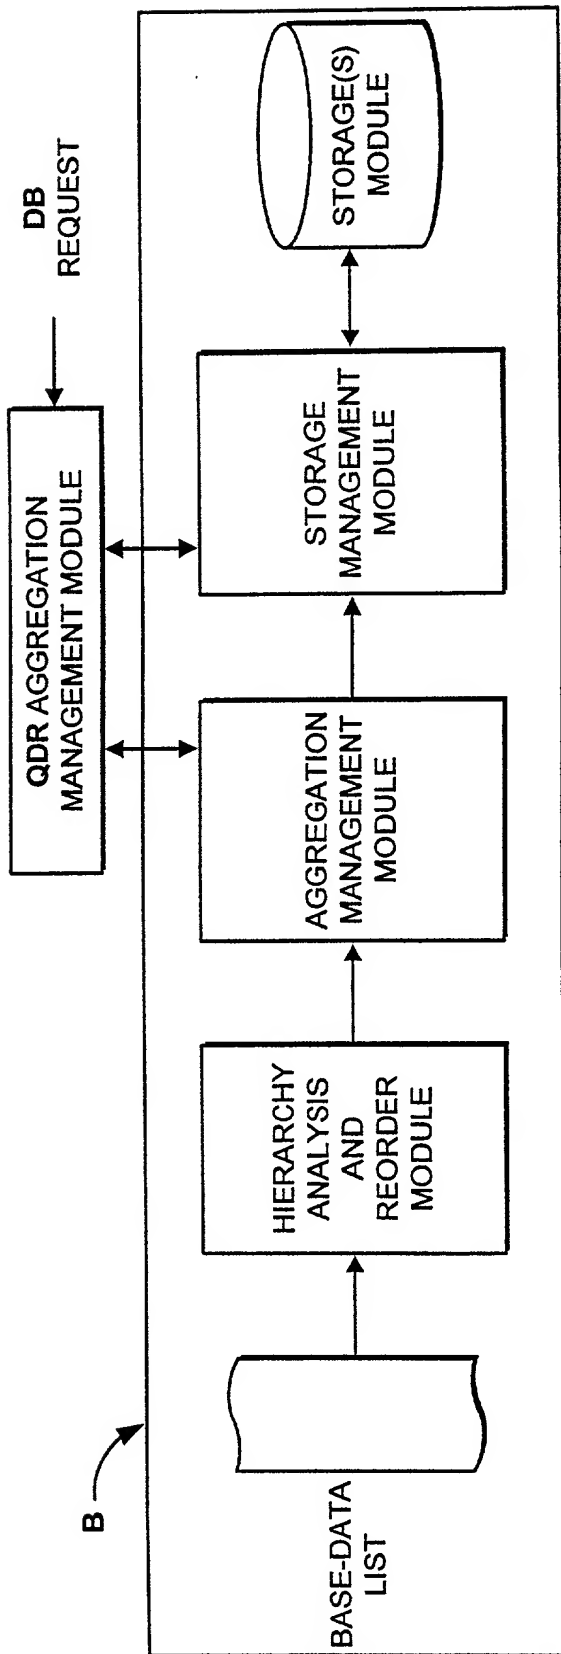 DB
REQUEST
QDR AGGREGATION
MANAGEMENT MODULE
B
BASE-DATA
LIST
HIERARCHY
ANALYSIS
AND
REORDER
MODULE
AGGREGATION
MANAGEMENT
MODULE
STORAGE
MANAGEMENT
MODULE
STORAGE(S)
MODULE